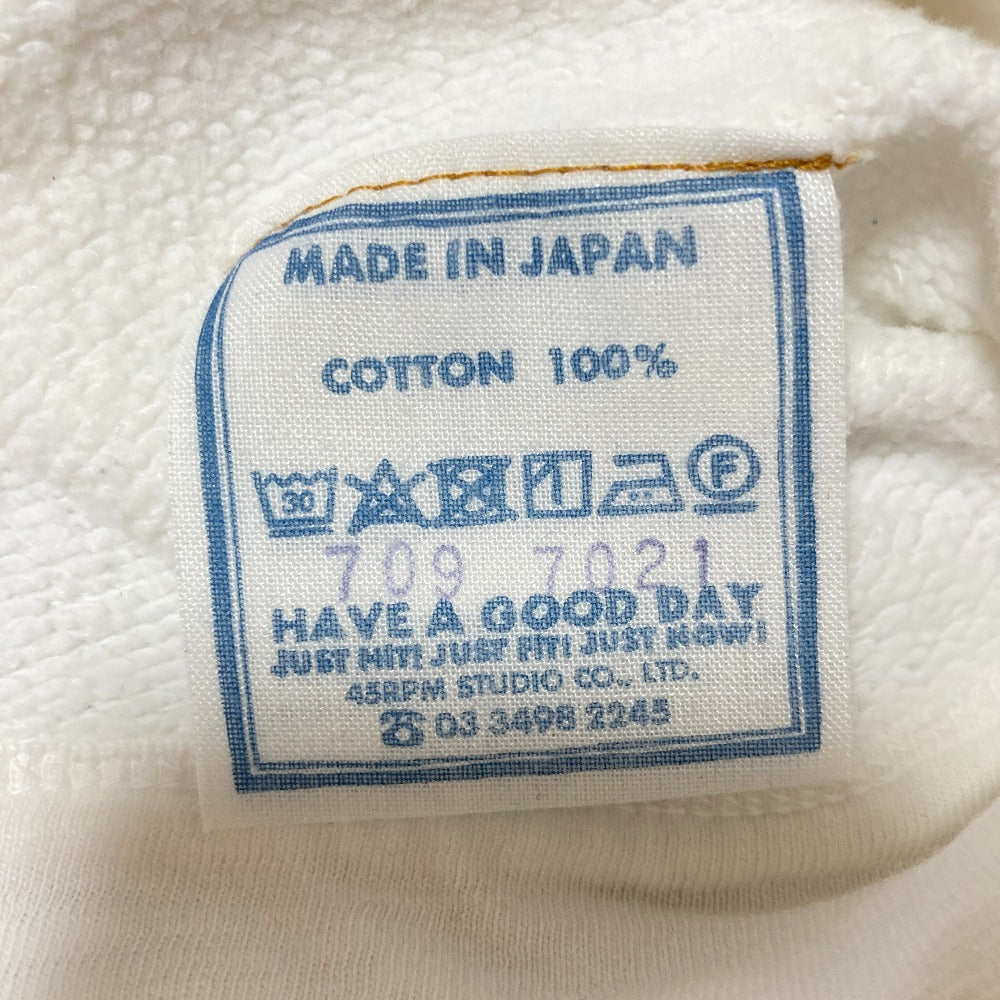 MADE IN JAPAN
COTTON 100%
30 F
709 7021
HAVE A GOOD DAY
JUST HIT! JUST FIT! JUST NOW!
45RPM STUDIO CO., LTD.
☎ 03 3498 2245